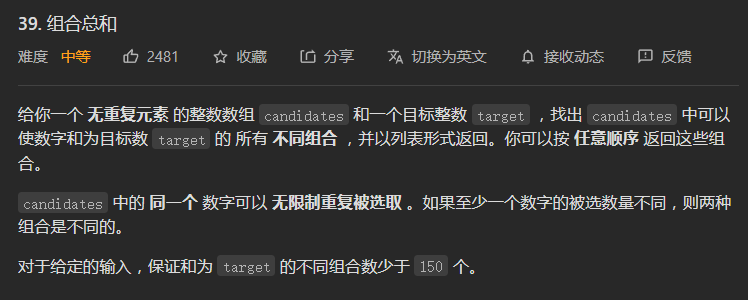 39. 组合总和
难度 中等 2481 收藏 分享 切换为英文 接收动态 反馈
给你一个 无重复元素 的整数数组 candidates 和一个目标整数 target ，找出 candidates 中可以
使数字和为目标数 target 的 所有 不同组合 ，并以列表形式返回。你可以按 任意顺序 返回这些组
合。
candidates 中的 同一个 数字可以 无限制重复被选取 。如果至少一个数字的被选数量不同，则两种
组合是不同的。
对于给定的输入，保证和为 target 的不同组合数少于 150 个。